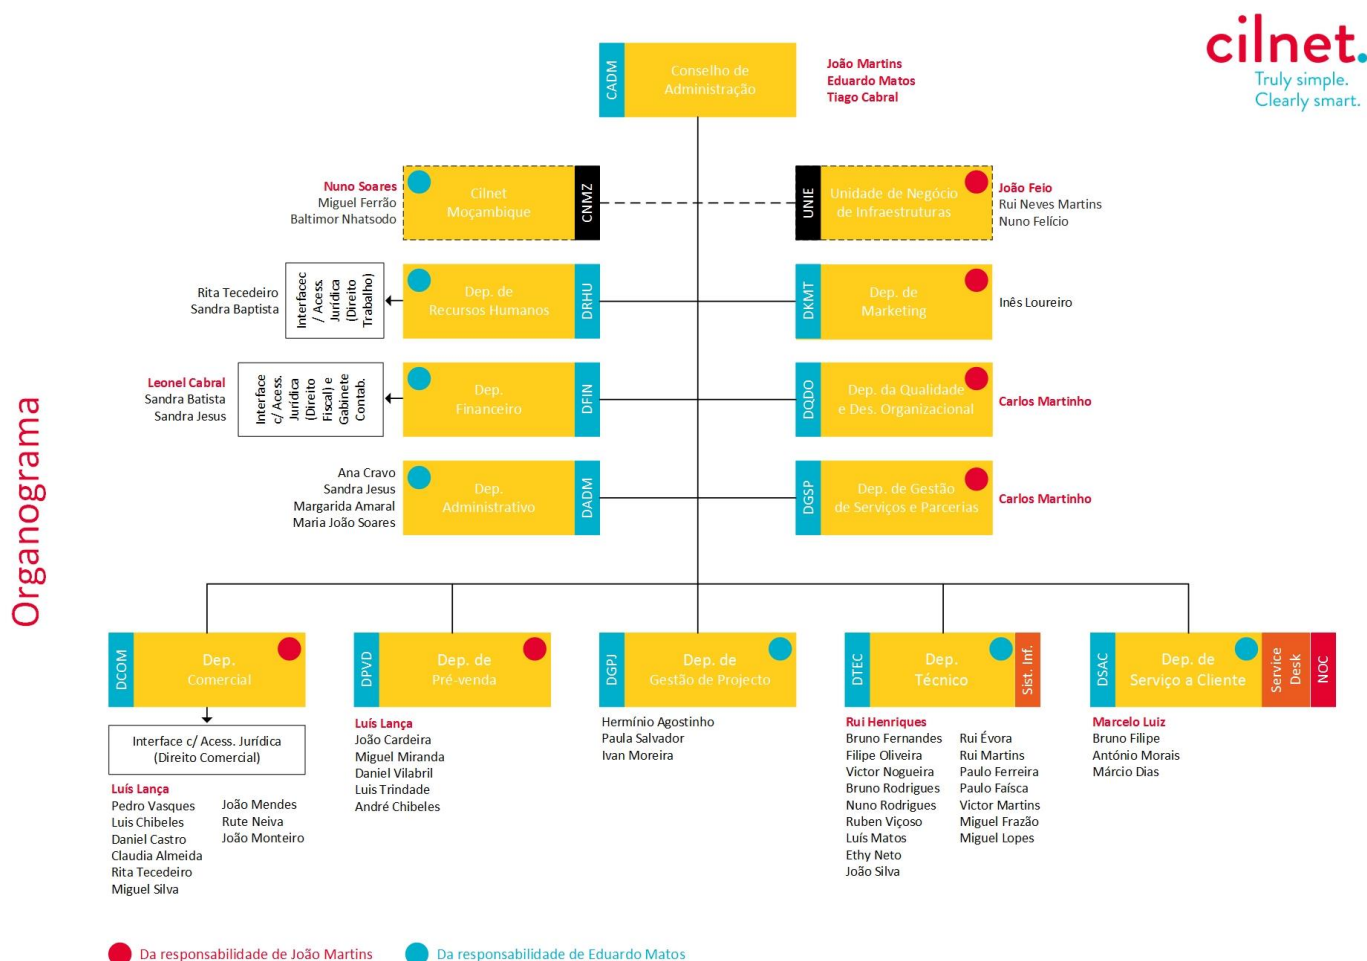 cilnet.
Truly simple.
Clearly smart.
Organograma
CADM
Conselho de
Administração
João Martins
Eduardo Matos
Tiago Cabral
Nuno Soares
Miguel Ferrão
Baltimor Nhatsodo
Cilnet
Moçambique
CNMZ
UNIE
Unidade de Negócio
de Infraestruturas
João Feio
Rui Neves Martins
Nuno Felício
Rita Tecedeiro
Sandra Baptista
Interfacec
/ Acess.
Jurídica
(Direito
Trabalho)
Dep. de
Recursos Humanos
DRHU
DKMT
Dep. de
Marketing
Inês Loureiro
Leonel Cabral
Sandra Batista
Sandra Jesus
Interface
c/ Acess.
Jurídica
(Direito
Fiscal) e
Gabinete
Contab.
Dep.
Financeiro
DFIN
DQDO
Dep. da Qualidade
e Des. Organizacional
Carlos Martinho
Ana Cravo
Sandra Jesus
Margarida Amaral
Maria João Soares
Dep.
Administrativo
DADM
DGSP
Dep. de Gestão
de Serviços e Parcerias
Carlos Martinho
DCOM
Dep.
Comercial
Interface c/ Acess. Jurídica
(Direito Comercial)
Luís Lança
Pedro Vasques
Luis Chibeles
Daniel Castro
Claudia Almeida
Rita Tecedeiro
Miguel Silva
João Mendes
Rute Neiva
João Monteiro
DPVD
Dep. de
Pré-venda
Luís Lança
João Cardeira
Miguel Miranda
Daniel Vilabril
Luis Trindade
André Chibeles
DGPJ
Dep. de
Gestão de Projecto
Hermínio Agostinho
Paula Salvador
Ivan Moreira
DTEC
Dep.
Técnico
Sist. Inf.
Rui Henriques
Bruno Fernandes
Filipe Oliveira
Victor Nogueira
Bruno Rodrigues
Nuno Rodrigues
Ruben Viçoso
Luís Matos
Ethy Neto
João Silva
Rui Évora
Rui Martins
Paulo Ferreira
Paulo Faísca
Victor Martins
Miguel Frazão
Miguel Lopes
DSAC
Dep. de
Serviço a Cliente
Service
Desk
NOC
Marcelo Luiz
Bruno Filipe
António Morais
Márcio Dias
Da responsabilidade de João Martins
Da responsabilidade de Eduardo Matos